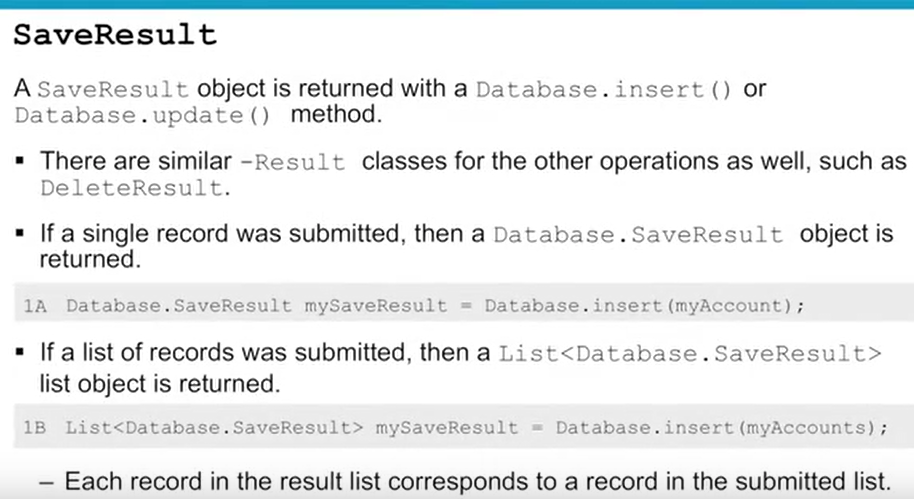 SaveResult
A SaveResult object is returned with a Database.insert() or
Database.update() method.
▪ There are similar -Result classes for the other operations as well, such as
DeleteResult.
▪ If a single record was submitted, then a Database.SaveResult object is
returned.
1A Database.SaveResult mySaveResult = Database.insert(myAccount);
▪ If a list of records was submitted, then a List<Database.SaveResult>
list object is returned.
1B List<Database.SaveResult> mySaveResult = Database.insert(myAccounts);
– Each record in the result list corresponds to a record in the submitted list.